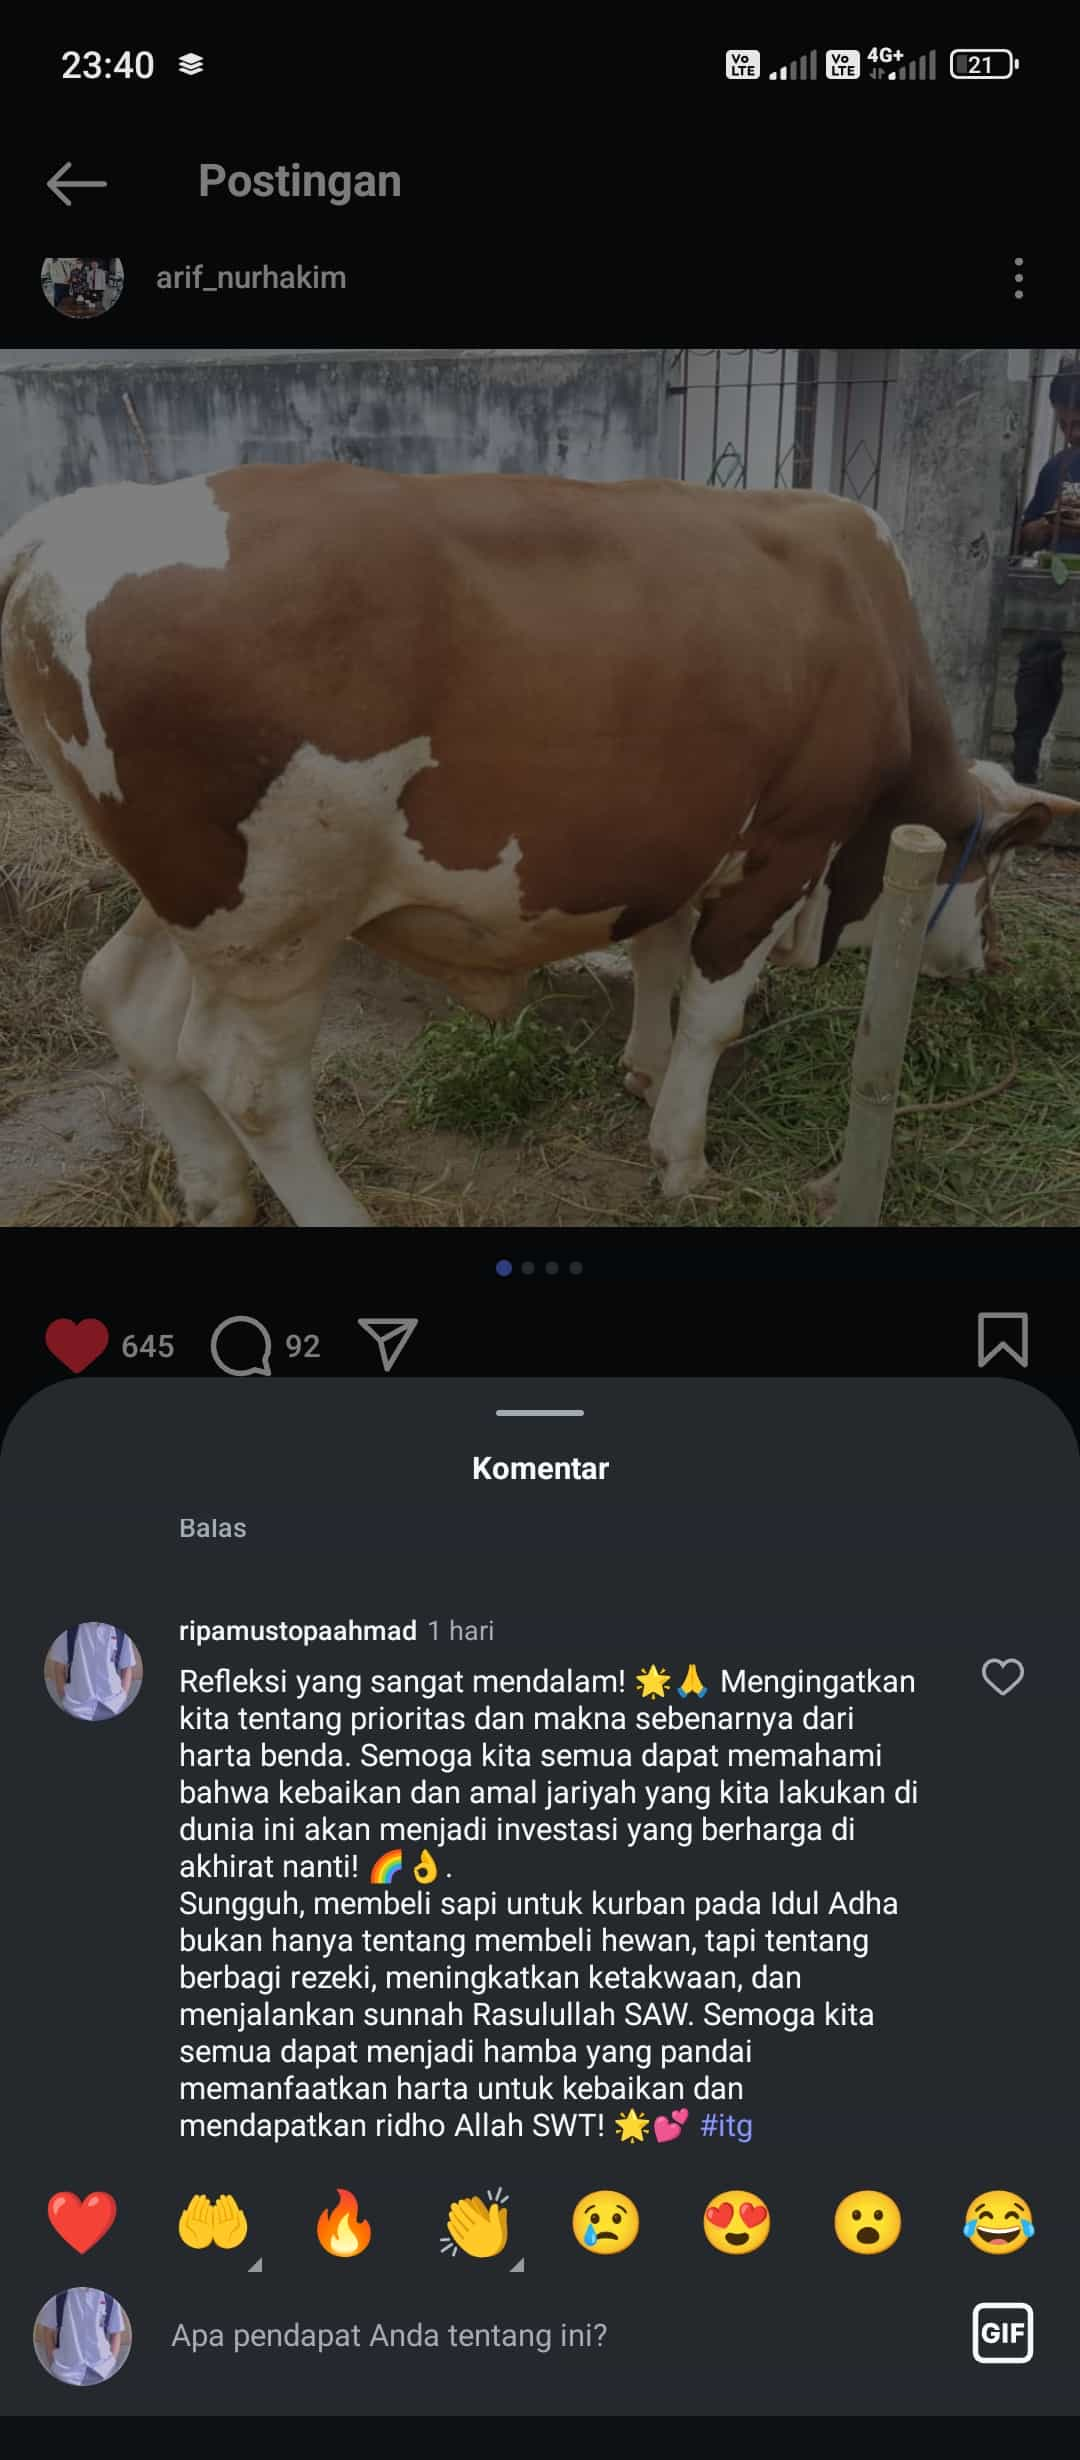 23:40
Vo LTE
Vo LTE
4G+
21
Postingan
arif_nurhakim
645
92
Komentar
Balas
ripamustopaahmad 1 hari
Refleksi yang sangat mendalam! 🌟🙏 Mengingatkan
kita tentang prioritas dan makna sebenarnya dari
harta benda. Semoga kita semua dapat memahami
bahwa kebaikan dan amal jariyah yang kita lakukan di
dunia ini akan menjadi investasi yang berharga di
akhirat nanti! 🌈👌.
Sungguh, membeli sapi untuk kurban pada Idul Adha
bukan hanya tentang membeli hewan, tapi tentang
berbagi rezeki, meningkatkan ketakwaan, dan
menjalankan sunnah Rasulullah SAW. Semoga kita
semua dapat menjadi hamba yang pandai
memanfaatkan harta untuk kebaikan dan
mendapatkan ridho Allah SWT! 🌟💕 #itg
Apa pendapat Anda tentang ini?
GIF